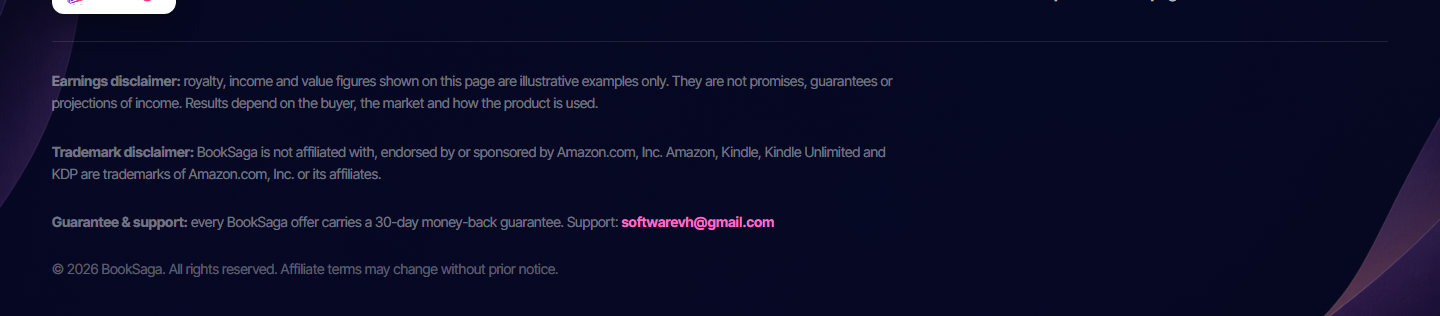 Earnings disclaimer: royalty, income and value figures shown on this page are illustrative examples only. They are not promises, guarantees or
projections of income. Results depend on the buyer, the market and how the product is used.
Trademark disclaimer: BookSaga is not affiliated with, endorsed by or sponsored by Amazon.com, Inc. Amazon, Kindle, Kindle Unlimited and
KDP are trademarks of Amazon.com, Inc. or its affiliates.
Guarantee & support: every BookSaga offer carries a 30-day money-back guarantee. Support: softwarevh@gmail.com
© 2026 BookSaga. All rights reserved. Affiliate terms may change without prior notice.